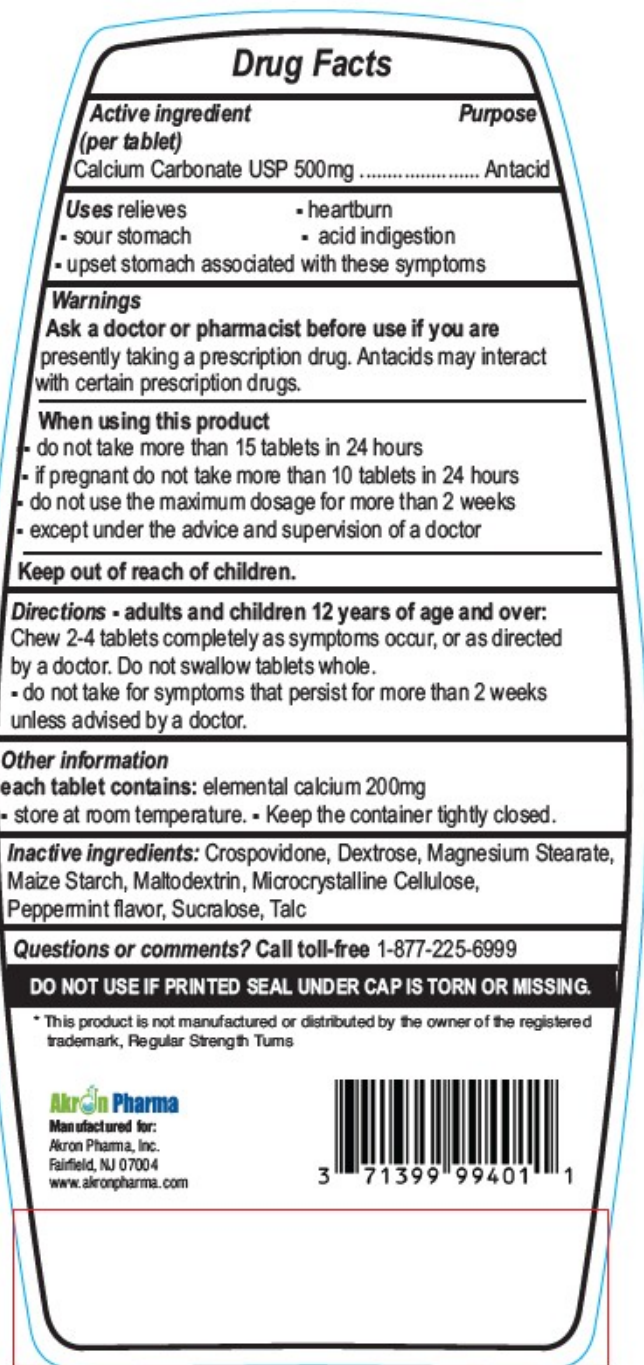 Drug Facts
Active ingredient Purpose
(per tablet)
Calcium Carbonate USP 500mg ...................... Antacid
Uses relieves ▪ heartburn
▪ sour stomach ▪ acid indigestion
▪ upset stomach associated with these symptoms
Warnings
Ask a doctor or pharmacist before use if you are
presently taking a prescription drug. Antacids may interact
with certain prescription drugs.
When using this product
▪ do not take more than 15 tablets in 24 hours
▪ if pregnant do not take more than 10 tablets in 24 hours
▪ do not use the maximum dosage for more than 2 weeks
▪ except under the advice and supervision of a doctor
Keep out of reach of children.
Directions ▪ adults and children 12 years of age and over:
Chew 2-4 tablets completely as symptoms occur, or as directed
by a doctor. Do not swallow tablets whole.
▪ do not take for symptoms that persist for more than 2 weeks
unless advised by a doctor.
Other information
each tablet contains: elemental calcium 200mg
▪ store at room temperature. ▪ Keep the container tightly closed.
Inactive ingredients: Crospovidone, Dextrose, Magnesium Stearate,
Maize Starch, Maltodextrin, Microcrystalline Cellulose,
Peppermint flavor, Sucralose, Talc
Questions or comments? Call toll-free 1-877-225-6999
DO NOT USE IF PRINTED SEAL UNDER CAP IS TORN OR MISSING.
* This product is not manufactured or distributed by the owner of the registered
trademark, Regular Strength Tums
Akron Pharma
Manufactured for:
Akron Pharma, Inc.
Fairfield, NJ 07004
www.akronpharma.com
3 71399 99401 1